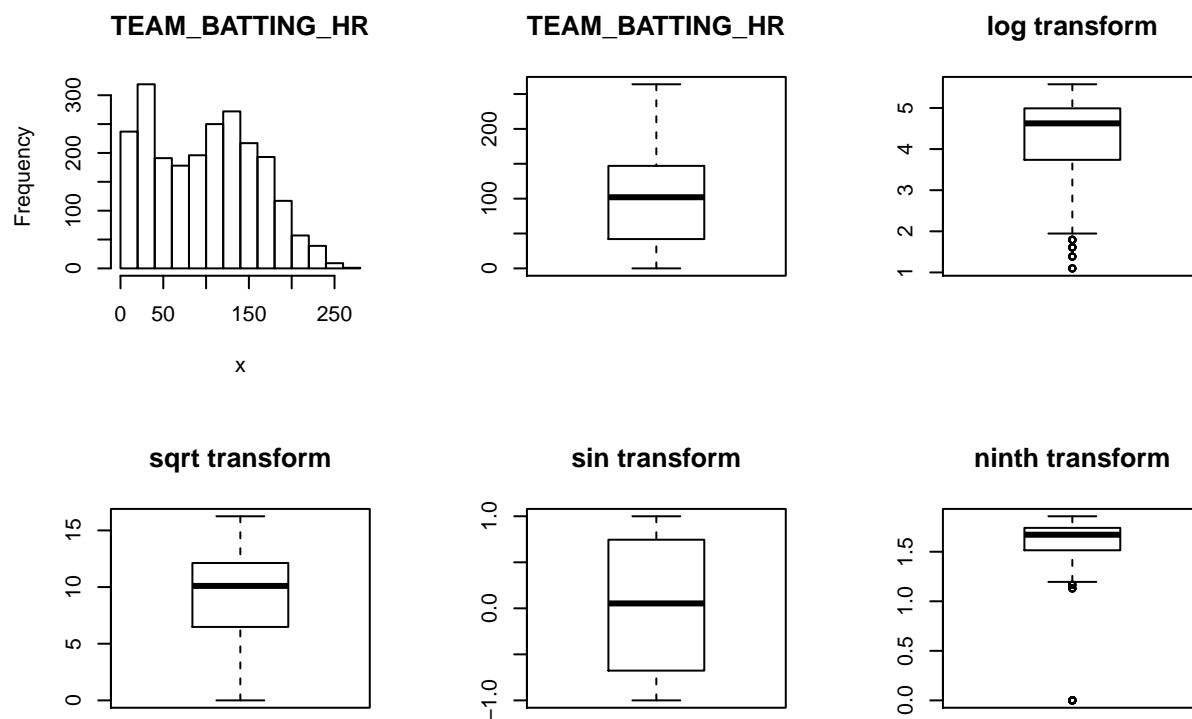 TEAM_BATTING_HR
Frequency
300
200
100
0
0 50 150 250
x
TEAM_BATTING_HR
200
100
0
log transform
5
4
3
2
1
sqrt transform
15
10
5
0
sin transform
1.0
0.0
−1.0
ninth transform
1.5
1.0
0.5
0.0